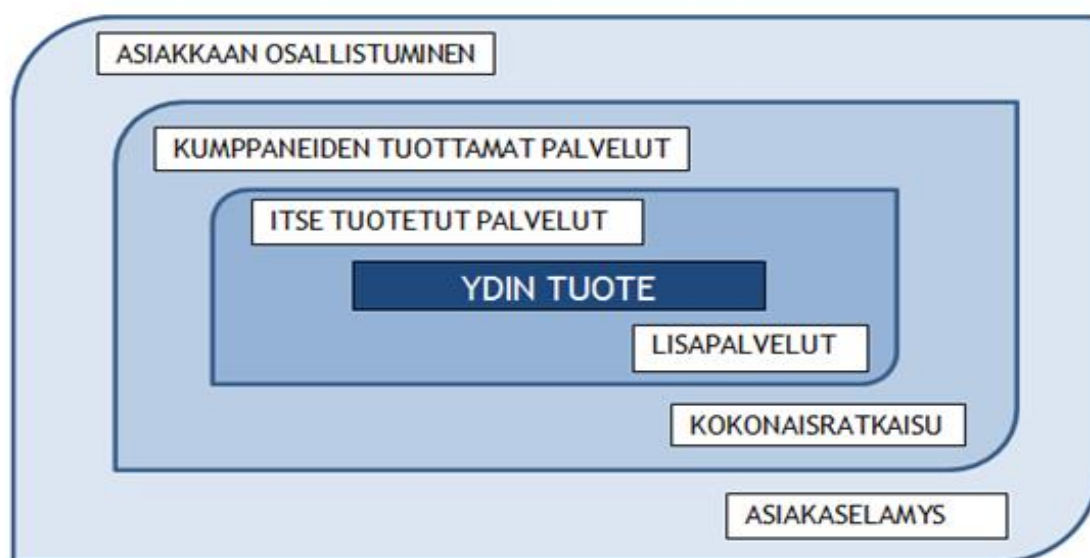 ASIAKKAAN OSALLISTUMINEN
KUMPPANEIDEN TUOTTAMAT PALVELUT
ITSE TUOTETUT PALVELUT
YDIN TUOTE
LISAPALVELUT
KOKONAISRATKAISU
ASIAKASELAMYS